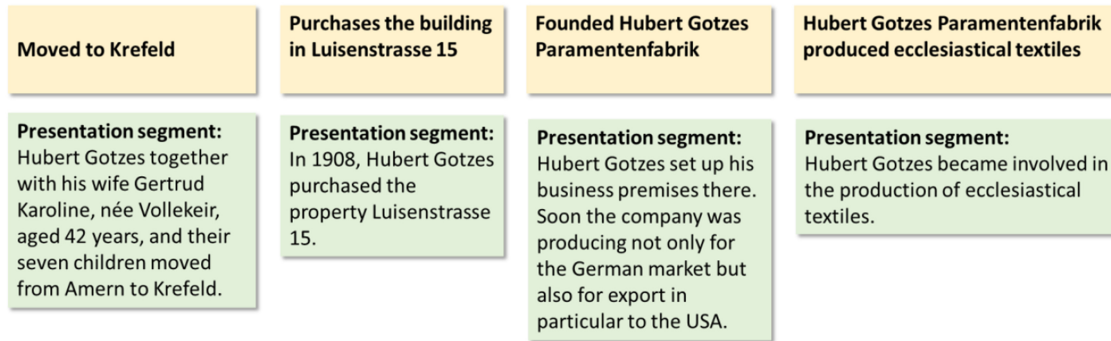 Moved to Krefeld
Purchases the building
in Luisenstrasse 15
Founded Hubert Gotzes
Paramentenfabrik
Hubert Gotzes Paramentenfabrik
produced ecclesiastical textiles
Presentation segment:
Hubert Gotzes together
with his wife Gertrud
Karoline, née Vollekeir,
aged 42 years, and their
seven children moved
from Amern to Krefeld.
Presentation segment:
In 1908, Hubert Gotzes
purchased the
property Luisenstrasse
15.
Presentation segment:
Hubert Gotzes set up his
business premises there.
Soon the company was
producing not only for
the German market but
also for export in
particular to the USA.
Presentation segment:
Hubert Gotzes became involved in
the production of ecclesiastical
textiles.